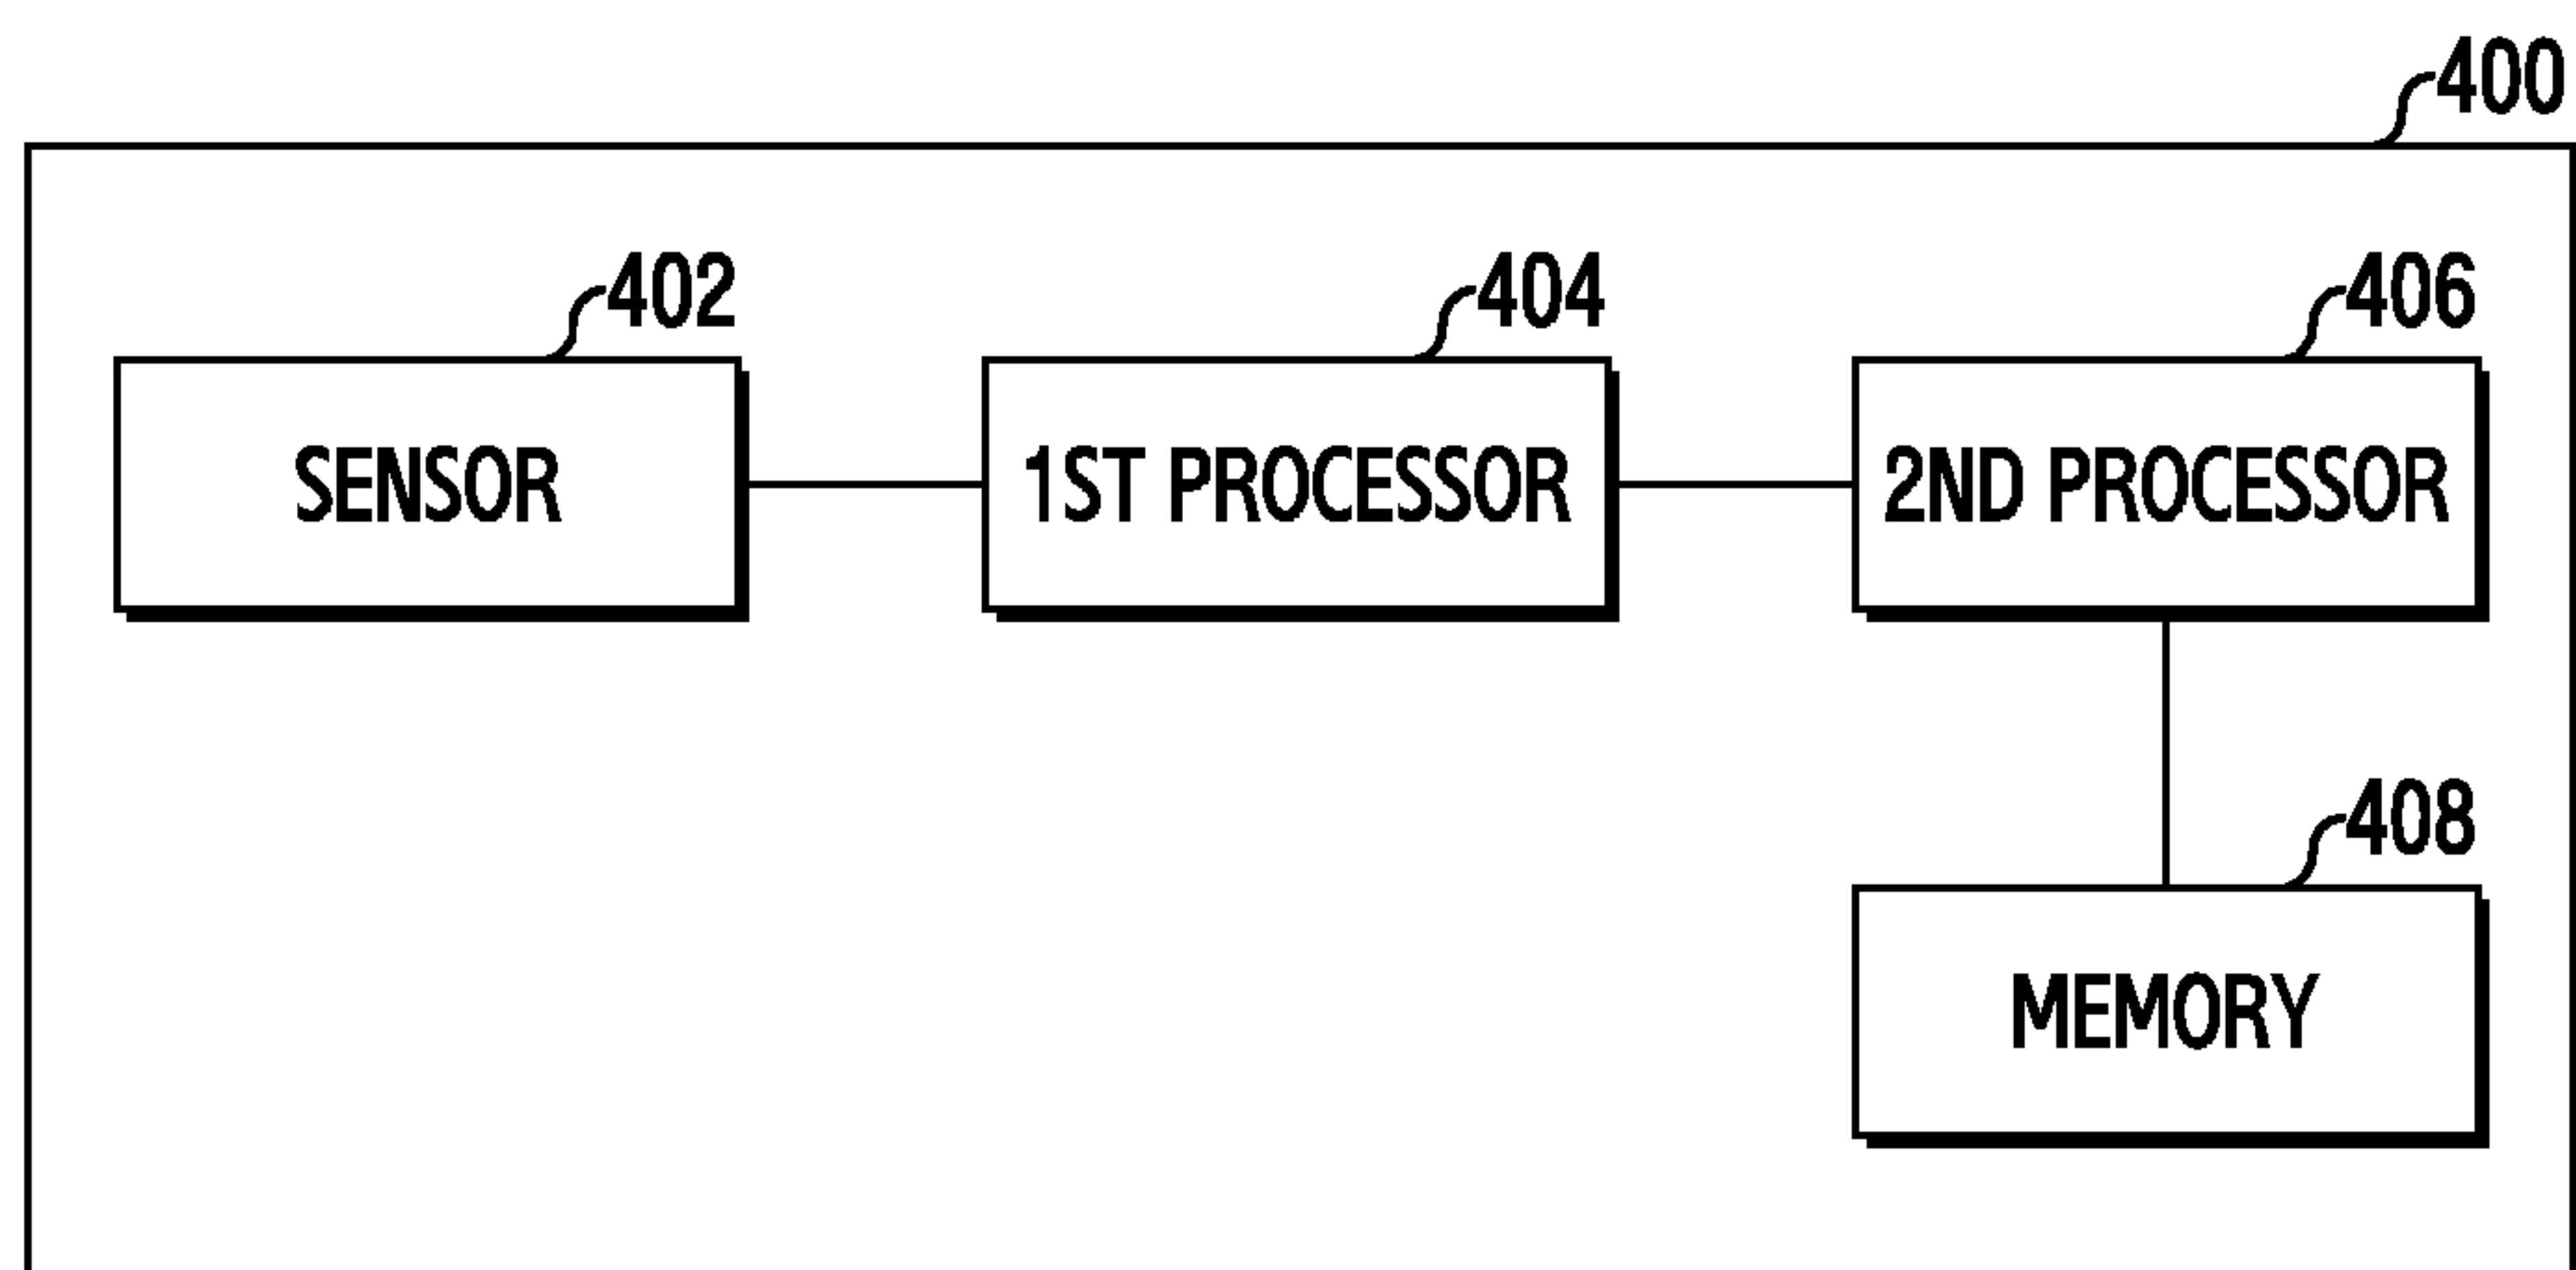 400
402
404
406
SENSOR
1ST PROCESSOR
2ND PROCESSOR
408
MEMORY